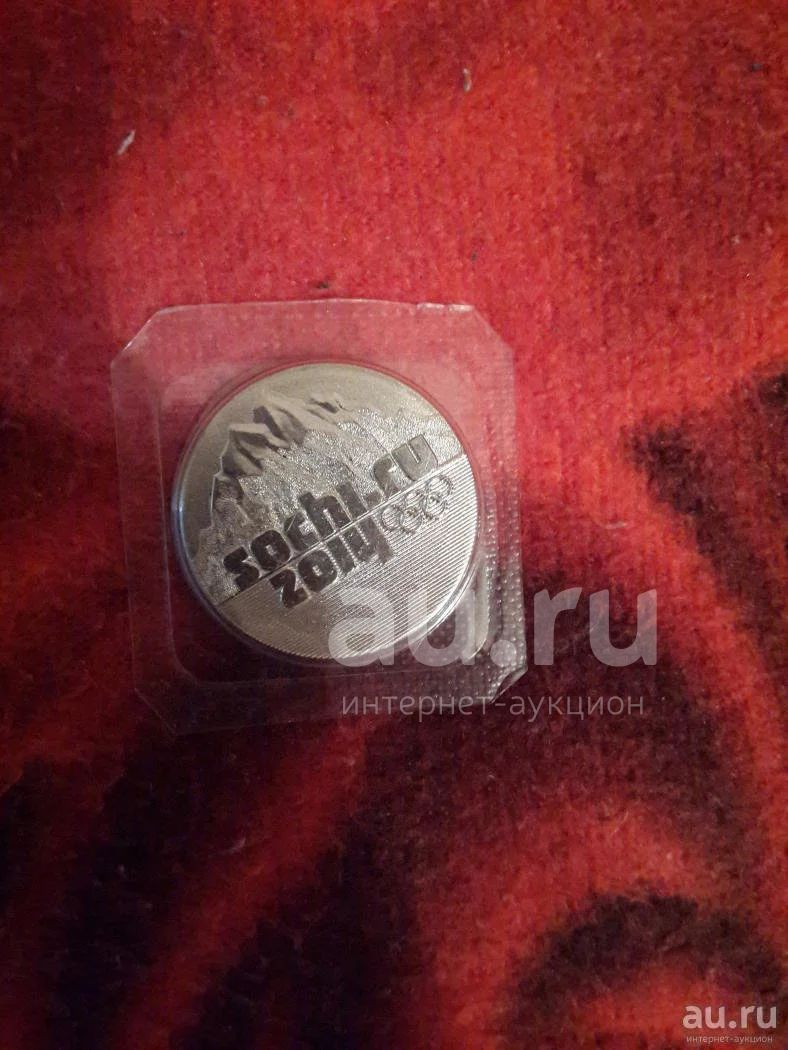 sochi.ru
2014
au.ru
интернет-аукцион
au.ru
интернет-аукцион